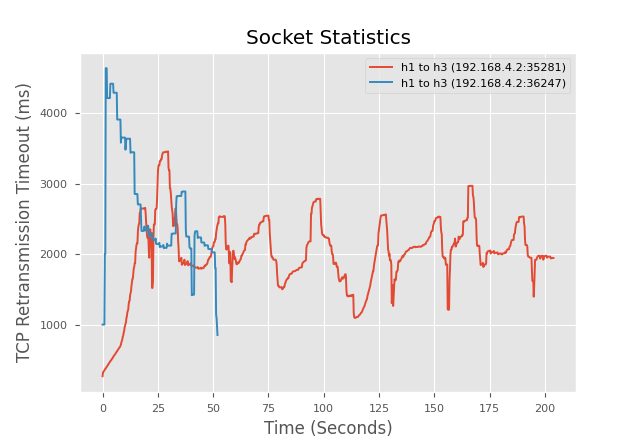 Socket Statistics
h1 to h3 (192.168.4.2:35281)
h1 to h3 (192.168.4.2:36247)
TCP Retransmission Timeout (ms)
4000
3000
2000
1000
0 25 50 75 100 125 150 175 200
Time (Seconds)